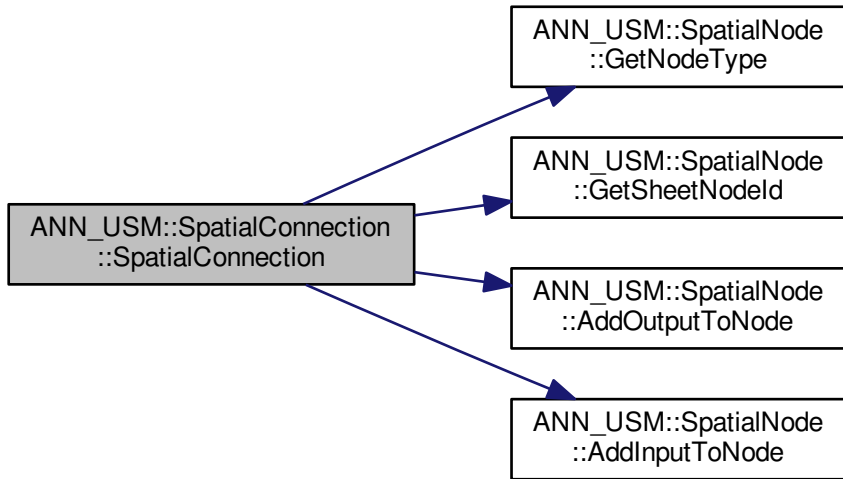 ANN_USM::SpatialNode
::GetNodeType
ANN_USM::SpatialNode
::GetSheetNodeId
ANN_USM::SpatialConnection
::SpatialConnection
ANN_USM::SpatialNode
::AddOutputToNode
ANN_USM::SpatialNode
::AddInputToNode